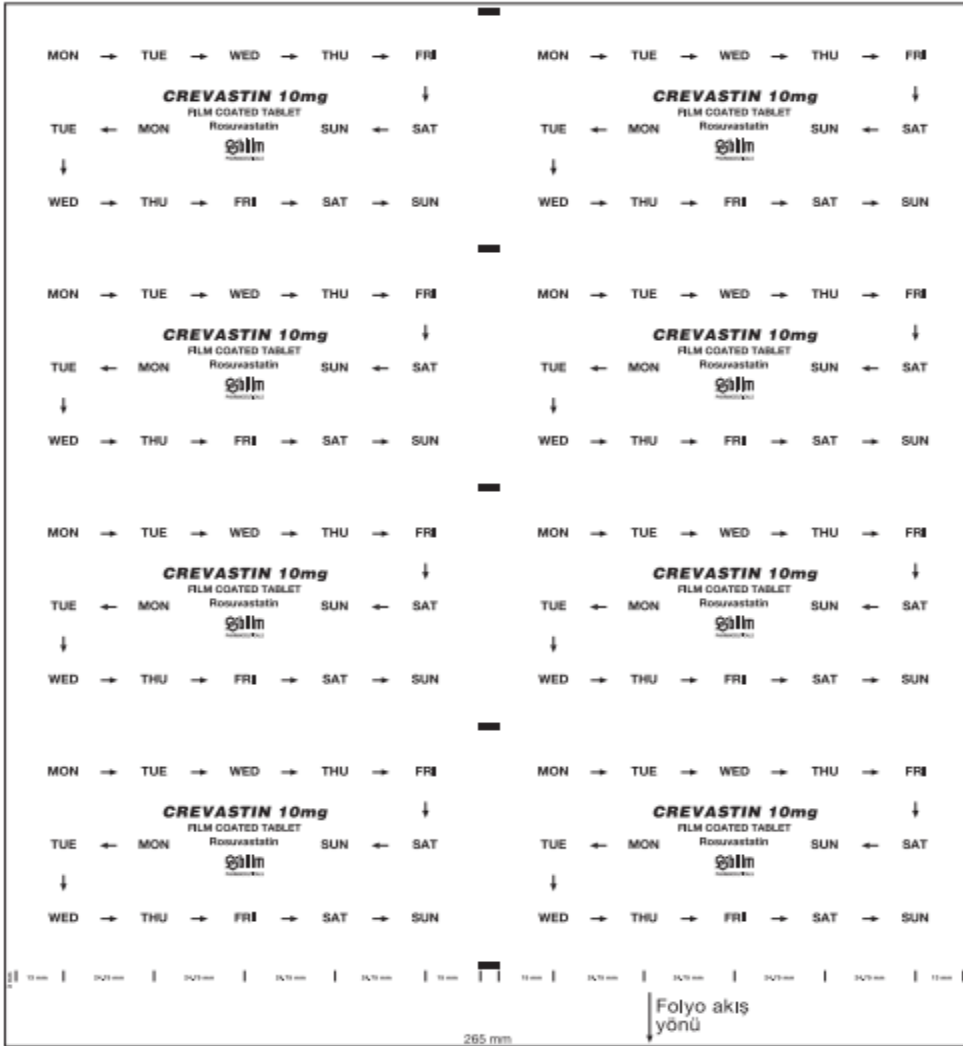 MON → TUE → WED → THU → FRI MON → TUE → WED → THU → FRI
CREVASTIN 10mg ↓ CREVASTIN 10mg ↓
FILM COATED TABLET FILM COATED TABLET
TUE ← MON Rosuvastatin SUN ← SAT TUE ← MON Rosuvastatin SUN ← SAT
↓ ↓
WED → THU → FRI → SAT → SUN WED → THU → FRI → SAT → SUN
MON → TUE → WED → THU → FRI MON → TUE → WED → THU → FRI
CREVASTIN 10mg ↓ CREVASTIN 10mg ↓
FILM COATED TABLET FILM COATED TABLET
TUE ← MON Rosuvastatin SUN ← SAT TUE ← MON Rosuvastatin SUN ← SAT
↓ ↓
WED → THU → FRI → SAT → SUN WED → THU → FRI → SAT → SUN
MON → TUE → WED → THU → FRI MON → TUE → WED → THU → FRI
CREVASTIN 10mg ↓ CREVASTIN 10mg ↓
FILM COATED TABLET FILM COATED TABLET
TUE ← MON Rosuvastatin SUN ← SAT TUE ← MON Rosuvastatin SUN ← SAT
↓ ↓
WED → THU → FRI → SAT → SUN WED → THU → FRI → SAT → SUN
MON → TUE → WED → THU → FRI MON → TUE → WED → THU → FRI
CREVASTIN 10mg ↓ CREVASTIN 10mg ↓
FILM COATED TABLET FILM COATED TABLET
TUE ← MON Rosuvastatin SUN ← SAT TUE ← MON Rosuvastatin SUN ← SAT
↓ ↓
WED → THU → FRI → SAT → SUN WED → THU → FRI → SAT → SUN
Folyo akış
yönü
265 mm